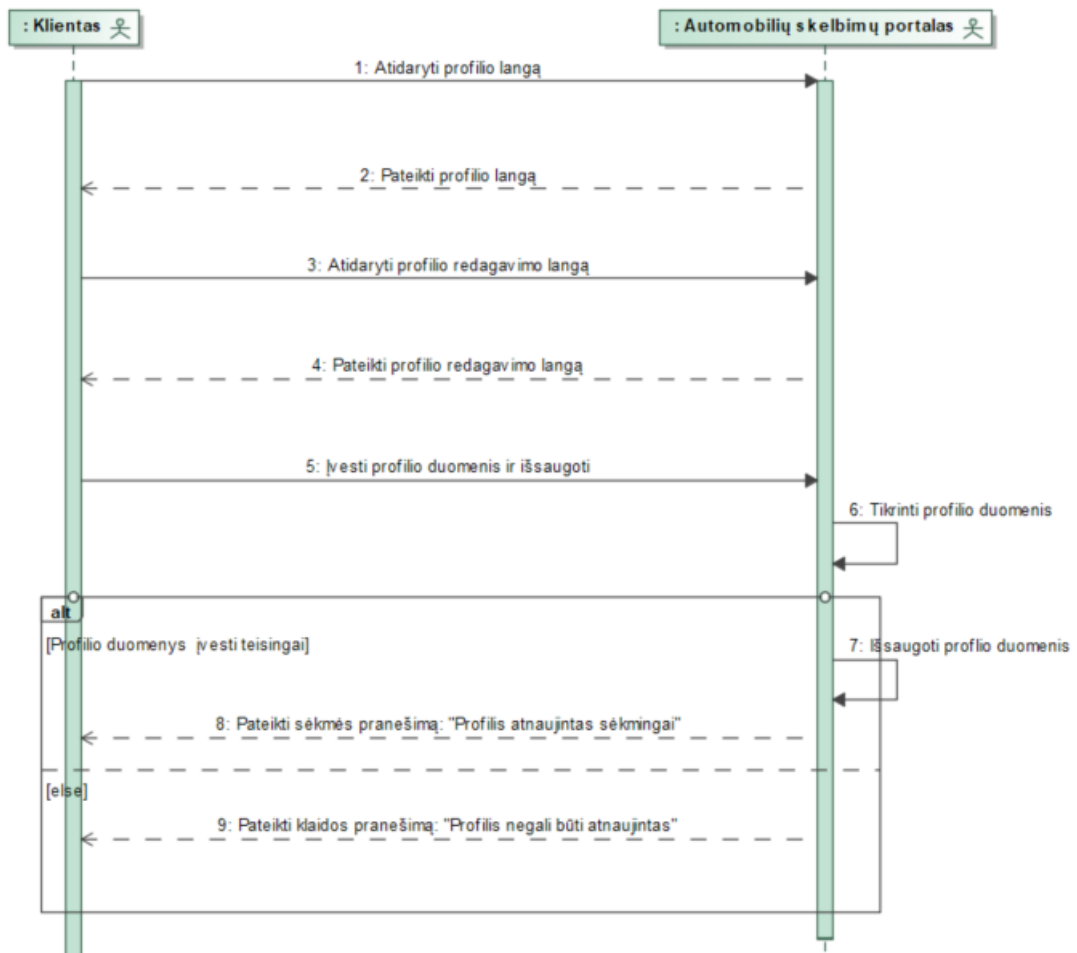 : Klientas
: Automobilių skelbimų portalas
1: Atidaryti profilio langą
2: Pateikti profilio langą
3: Atidaryti profilio redagavimo langą
4: Pateikti profilio redagavimo langą
5: Įvesti profilio duomenis ir išsaugoti
6: Tikrinti profilio duomenis
alt
[Profilio duomenys įvesti teisingai]
7: Išsaugoti proflio duomenis
8: Pateikti sėkmės pranešimą: "Profilis atnaujintas sėkmingai"
[else]
9: Pateikti klaidos pranešimą: "Profilis negali būti atnaujintas"